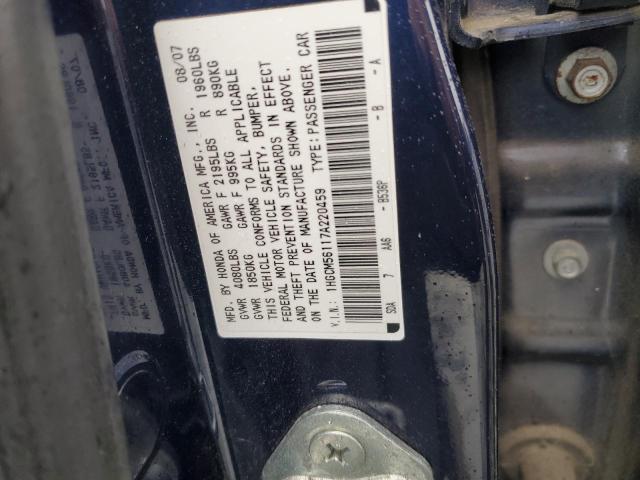 MFD. BY HONDA OF AMERICA MFG., INC. 08/07
GVWR 4080LBS GAWR F 2195LBS R 1960LBS
GVWR 1850KG GAWR F 995KG R 890KG
THIS VEHICLE CONFORMS TO ALL APPLICABLE
FEDERAL MOTOR VEHICLE SAFETY, BUMPER,
AND THEFT PREVENTION STANDARDS IN EFFECT
ON THE DATE OF MANUFACTURE SHOWN ABOVE.
V.I.N.: 1HGCM56117A220459 TYPE:PASSENGER CAR
SDA 7 AA6 - B536P - B - A